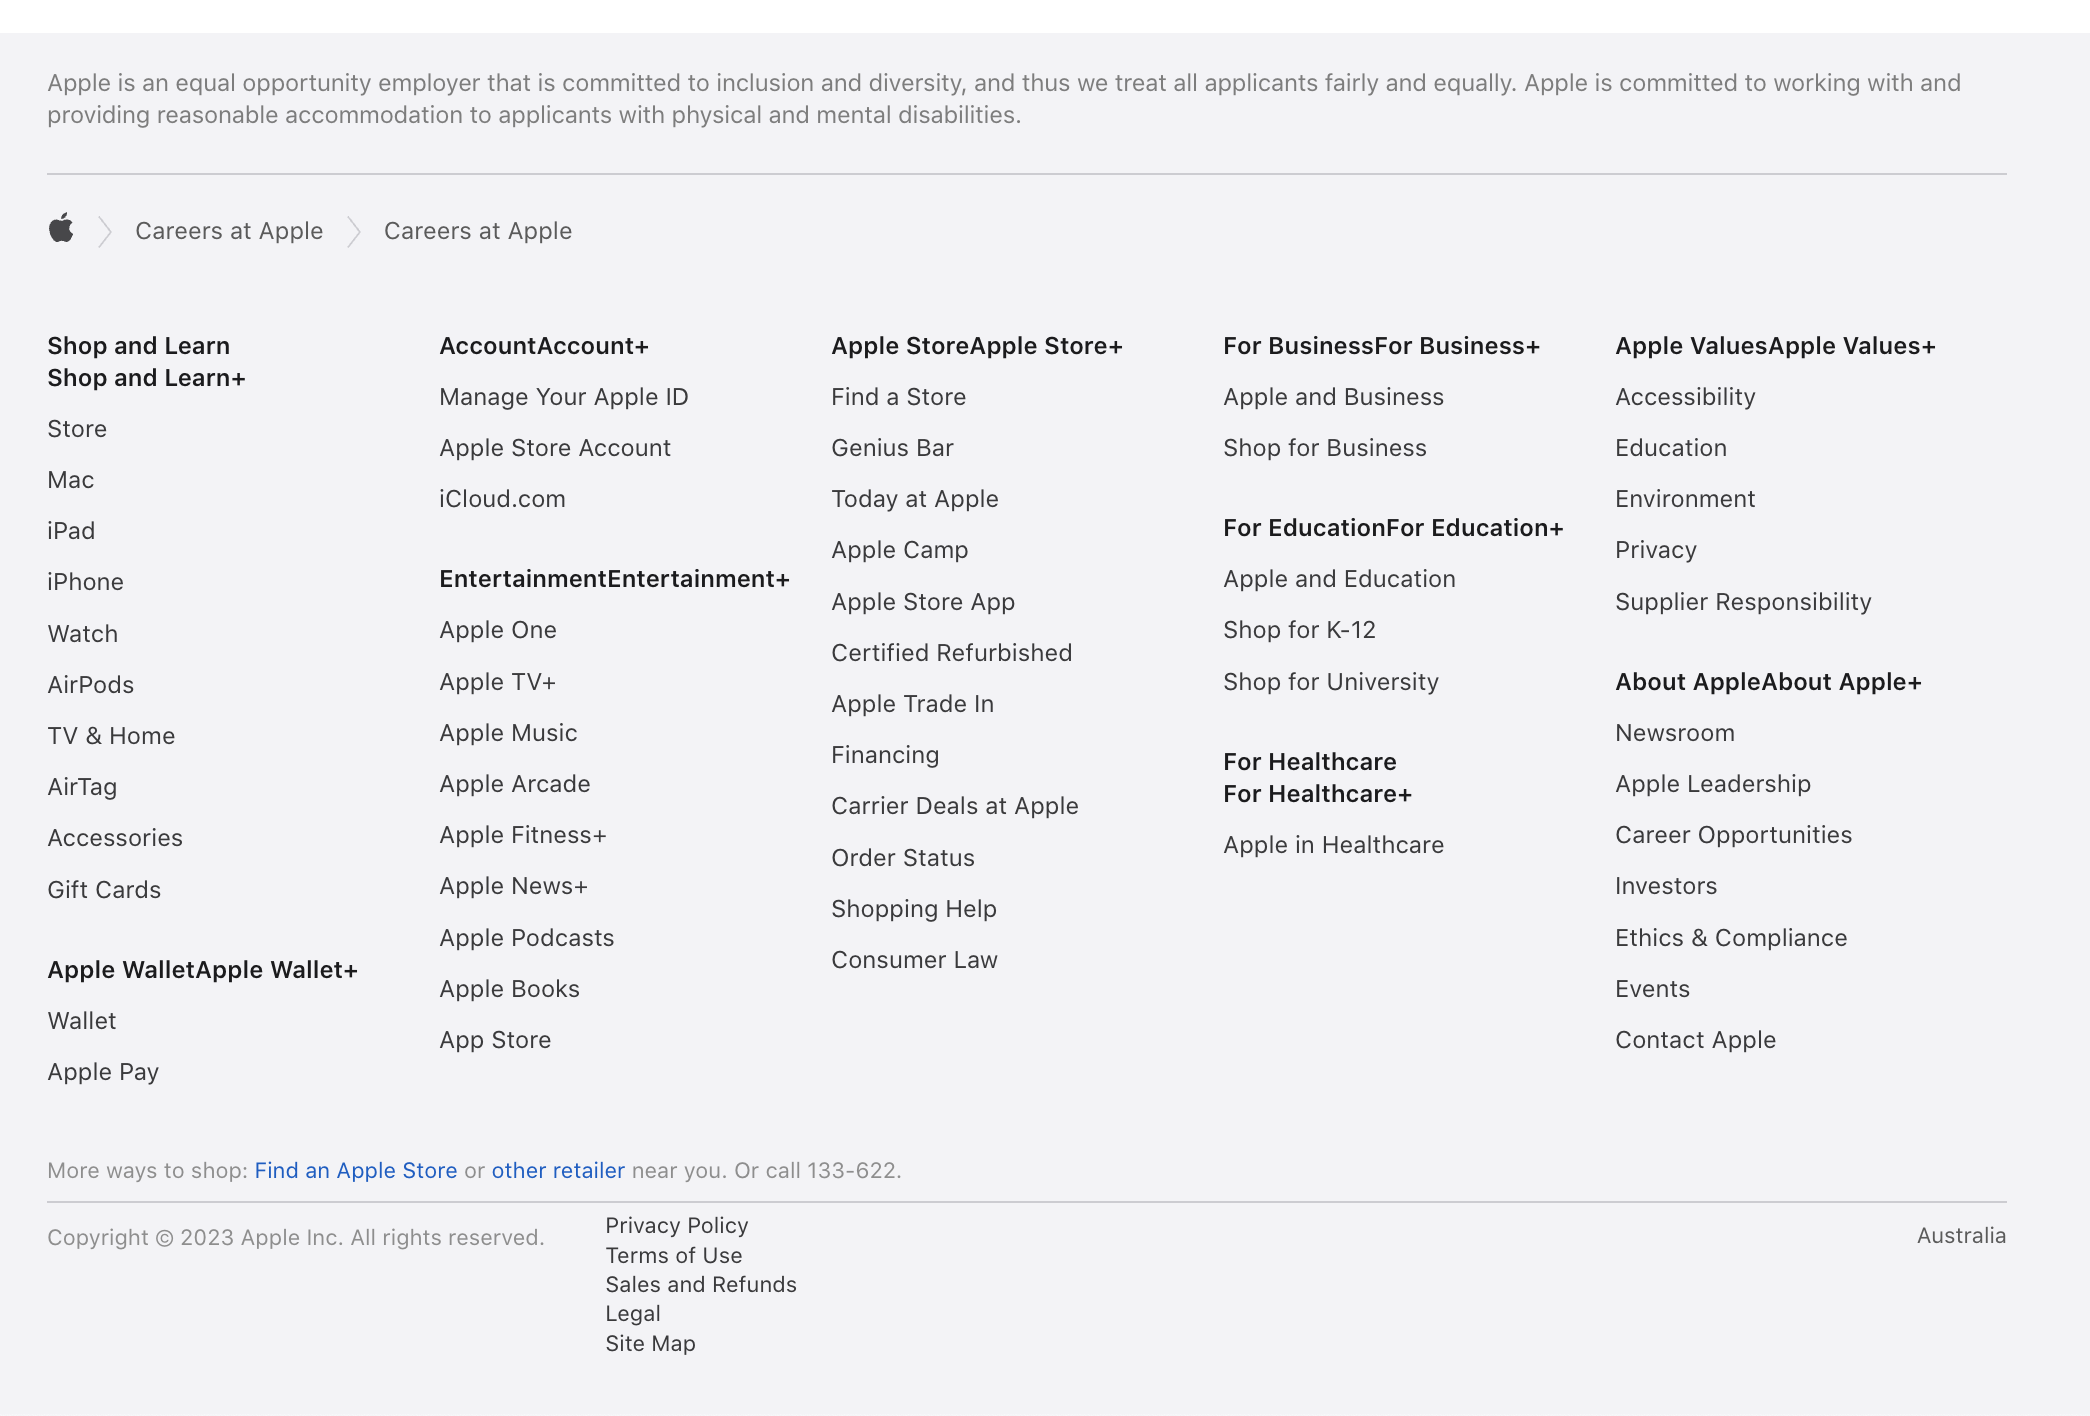 Apple is an equal opportunity employer that is committed to inclusion and diversity, and thus we treat all applicants fairly and equally. Apple is committed to working with and
providing reasonable accommodation to applicants with physical and mental disabilities.
Careers at Apple
Careers at Apple
Shop and Learn
Shop and Learn+
Store
Mac
iPad
iPhone
Watch
AirPods
TV & Home
AirTag
Accessories
Gift Cards
Apple WalletApple Wallet+
Wallet
Apple Pay
AccountAccount+
Manage Your Apple ID
Apple Store Account
iCloud.com
EntertainmentEntertainment+
Apple One
Apple TV+
Apple Music
Apple Arcade
Apple Fitness+
Apple News+
Apple Podcasts
Apple Books
App Store
Apple StoreApple Store+
Find a Store
Genius Bar
Today at Apple
Apple Camp
Apple Store App
Certified Refurbished
Apple Trade In
Financing
Carrier Deals at Apple
Order Status
Shopping Help
Consumer Law
For BusinessFor Business+
Apple and Business
Shop for Business
For EducationFor Education+
Apple and Education
Shop for K-12
Shop for University
For Healthcare
For Healthcare+
Apple in Healthcare
Apple ValuesApple Values+
Accessibility
Education
Environment
Privacy
Supplier Responsibility
About AppleAbout Apple+
Newsroom
Apple Leadership
Career Opportunities
Investors
Ethics & Compliance
Events
Contact Apple
More ways to shop: Find an Apple Store or other retailer near you. Or call 133-622.
Copyright © 2023 Apple Inc. All rights reserved.
Privacy Policy
Terms of Use
Sales and Refunds
Legal
Site Map
Australia